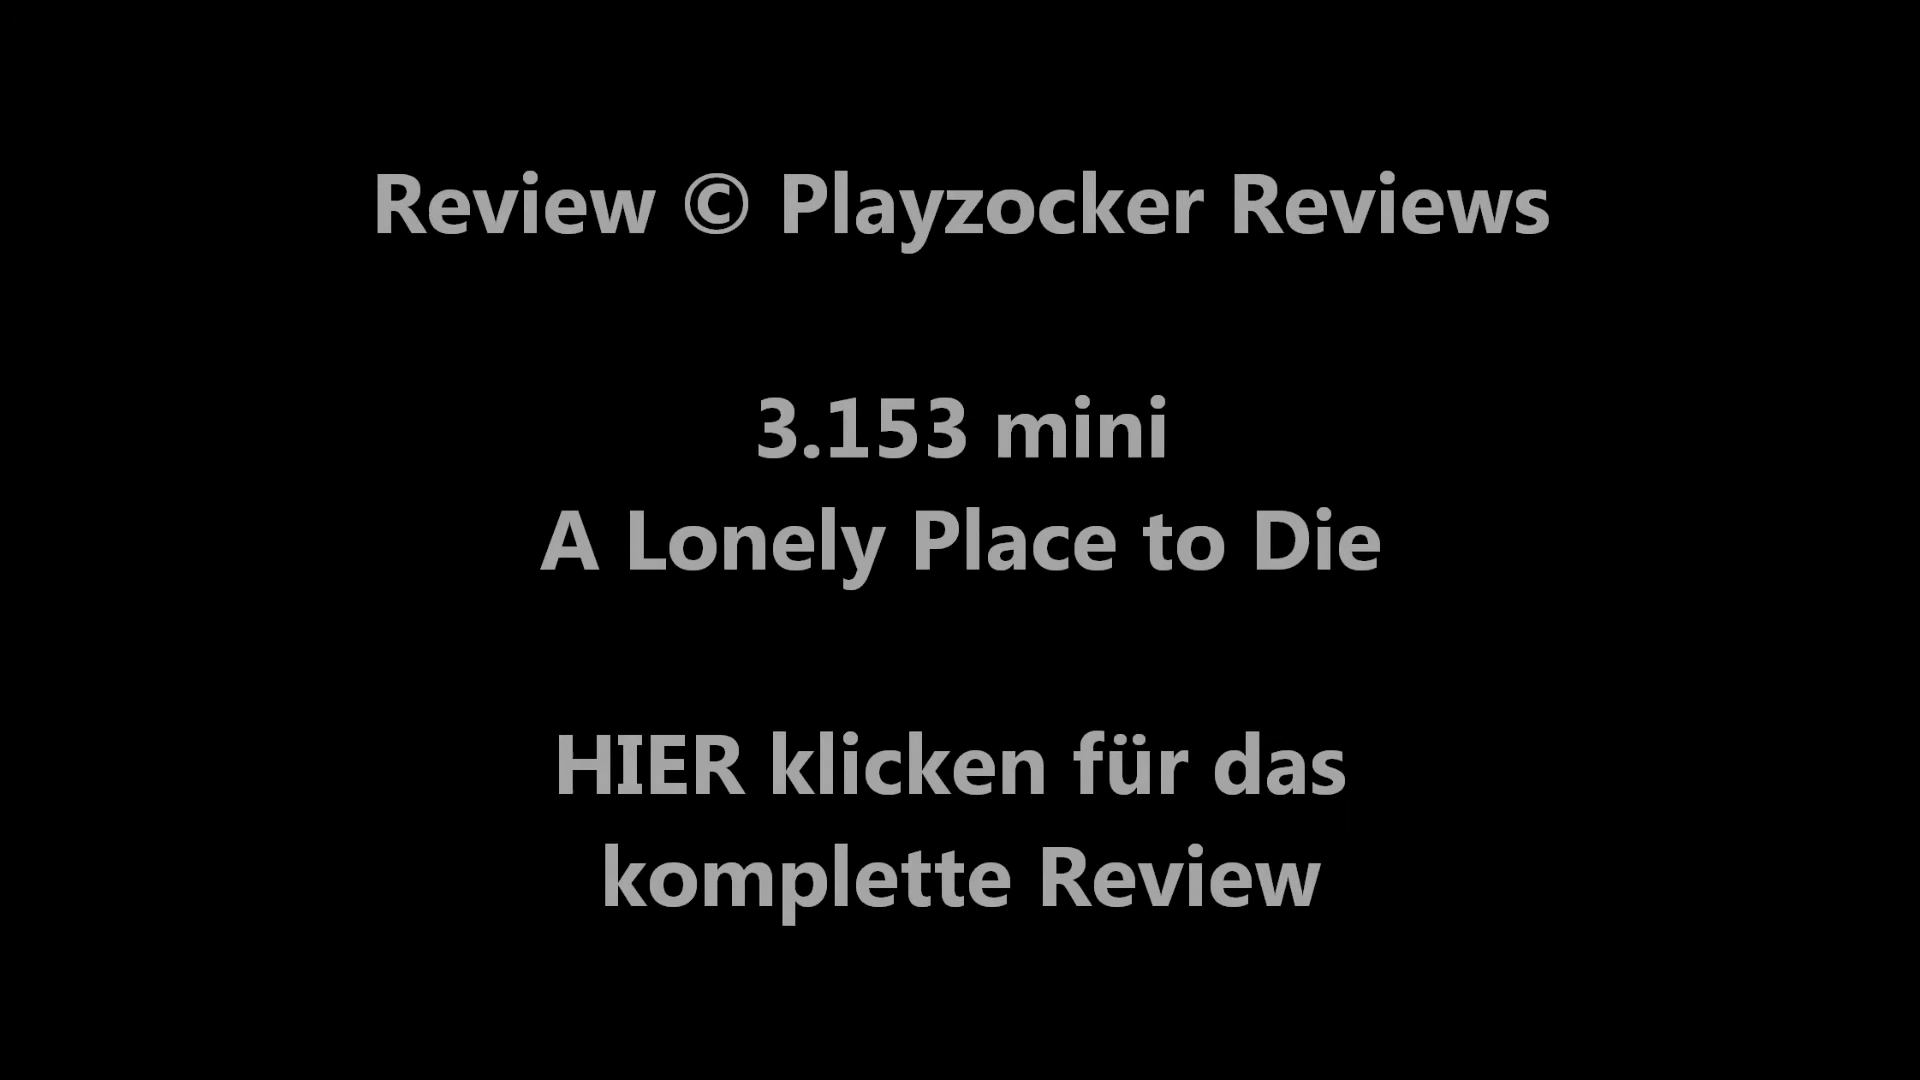 Review © Playzocker Reviews
3.153 mini
A Lonely Place to Die
HIER klicken für das
komplette Review